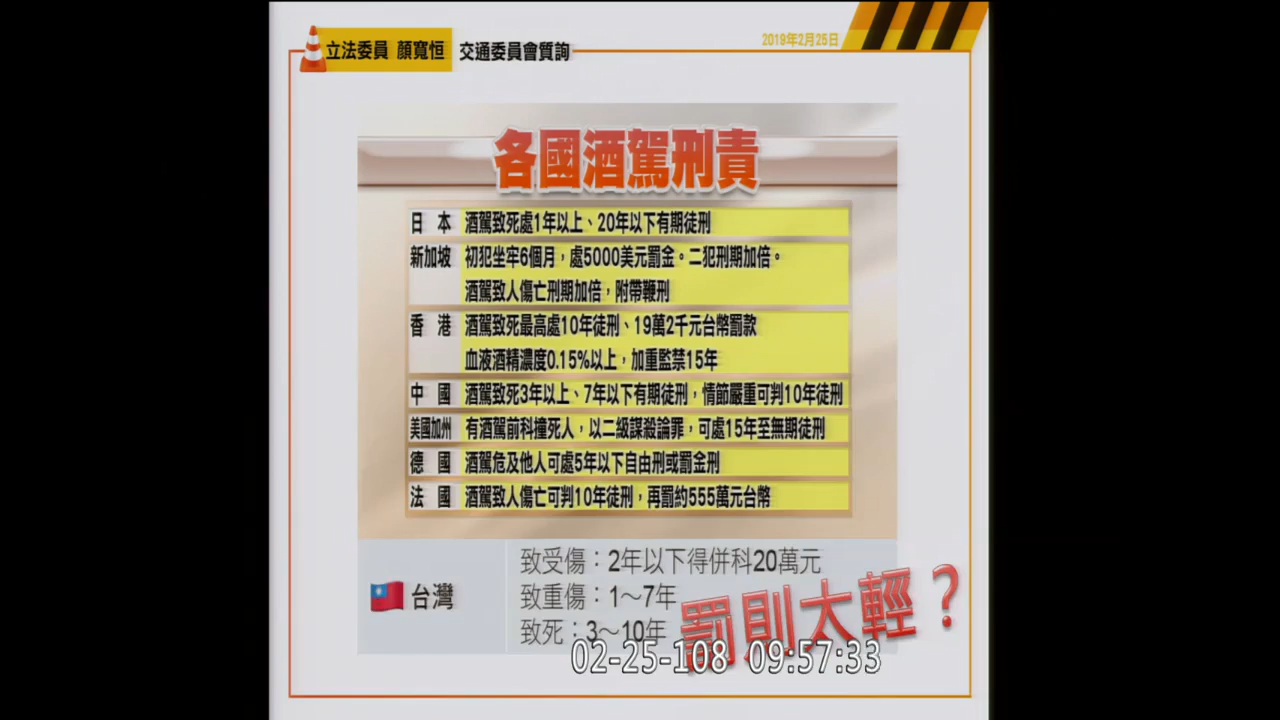 立法委員 顏寬恒 交通委員會質詢
2019年2月25日
各國酒駕刑責
日本 酒駕致死處1年以上、20年以下有期徒刑
新加坡 初犯坐牢6個月，處5000美元罰金。二犯刑期加倍。
酒駕致人傷亡刑期加倍，附帶鞭刑
香港 酒駕致死最高處10年徒刑、19萬2千元台幣罰款
血液酒精濃度0.15%以上，加重監禁15年
中國 酒駕致死3年以上、7年以下有期徒刑，情節嚴重可判10年徒刑
美國加州 有酒駕前科撞死人，以二級謀殺論罪，可處15年至無期徒刑
德國 酒駕危及他人可處5年以下自由刑或罰金刑
法國 酒駕致人傷亡可判10年徒刑，再罰約555萬元台幣
台灣
致受傷：2年以下得併科20萬元
致重傷：1～7年
致死：3～10年
罰則太輕？
02-25-108 09:57:33